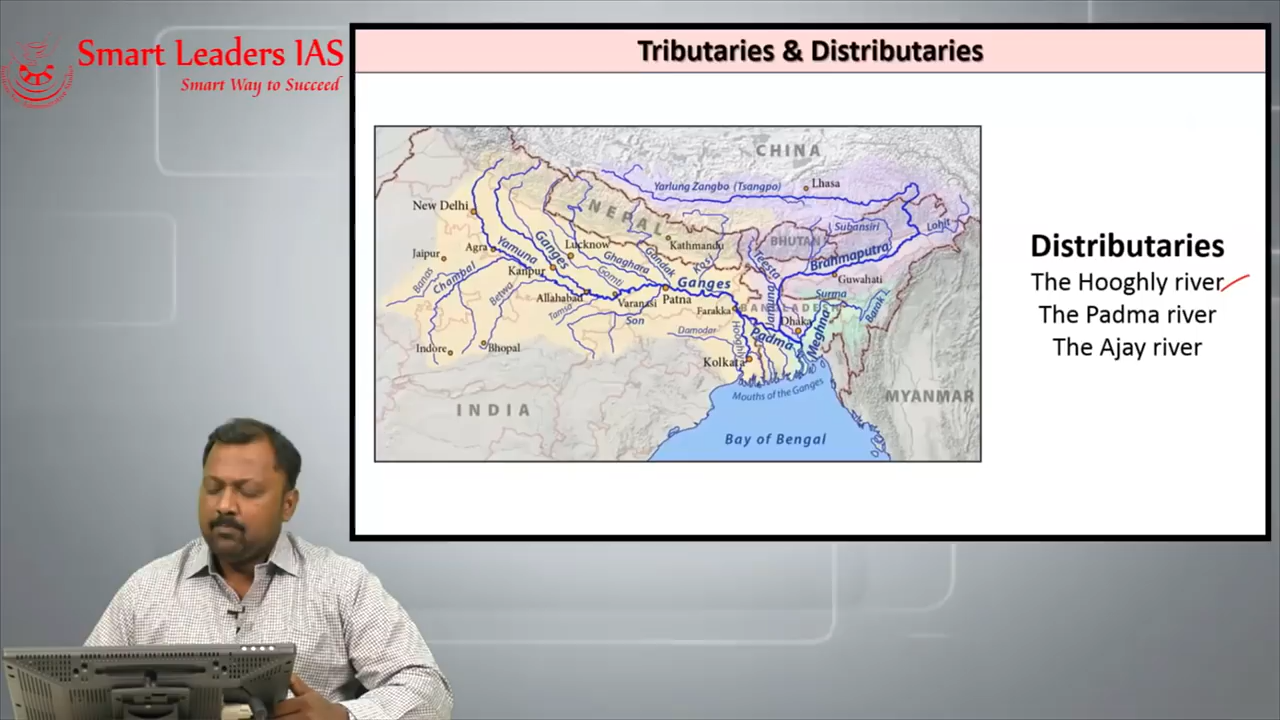 Smart Leaders IAS
Smart Way to Succeed
Tributaries & Distributaries
CHINA
Yarlung Zangbo (Tsangpo)
Lhasa
New Delhi
NEPAL
Subansiri
Lohit
BHUTAN
Jaipur
Agra
Yamuna
Ganges
Lucknow
Kathmandu
Teesta
Brahmaputra
Banas
Chambal
Kanpur
Ghaghara
Gandak
Kosi
Guwahati
Betwa
Gomti
Ganges
Allahabad
Varanasi
Patna
Jamuna
Surma
Barak
Tamsa
Son
Farakka
BANGLADESH
Dhaka
Damodar
Hooghly
Padma
Meghna
Indore
Bhopal
Kolkata
Mouths of the Ganges
MYANMAR
INDIA
Bay of Bengal
Distributaries
The Hooghly river
The Padma river
The Ajay river